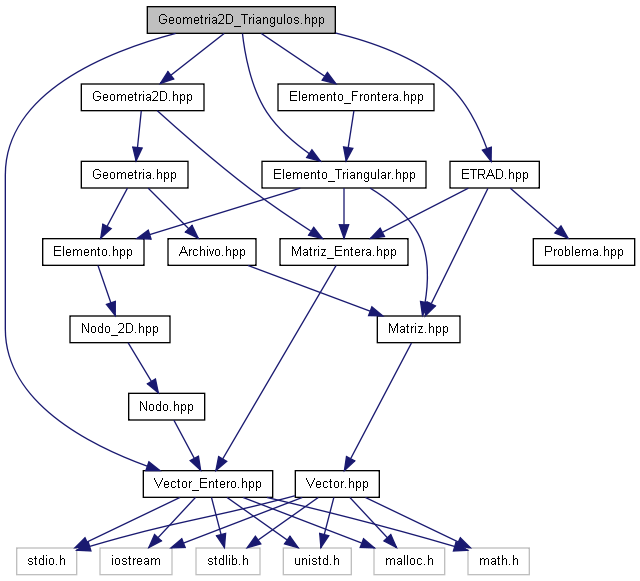 Geometria2D_Triangulos.hpp
Geometria2D.hpp
Elemento_Frontera.hpp
Geometria.hpp
Elemento_Triangular.hpp
ETRAD.hpp
Elemento.hpp
Archivo.hpp
Matriz_Entera.hpp
Problema.hpp
Nodo_2D.hpp
Matriz.hpp
Nodo.hpp
Vector_Entero.hpp
Vector.hpp
stdio.h
iostream
stdlib.h
unistd.h
malloc.h
math.h